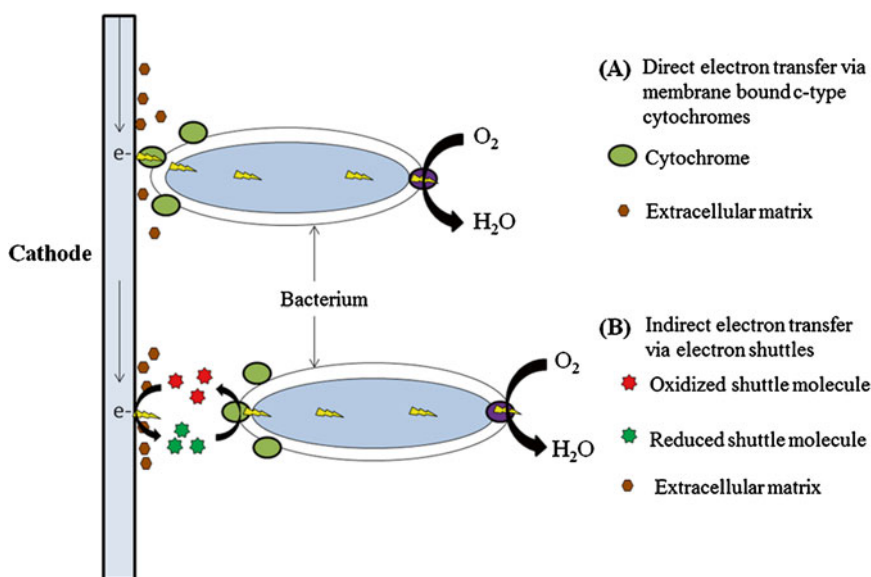 e-
O₂
H₂O
Cathode
Bacterium
e-
O₂
H₂O
(A) Direct electron transfer via
membrane bound c-type
cytochromes
Cytochrome
Extracellular matrix
(B) Indirect electron transfer
via electron shuttles
Oxidized shuttle molecule
Reduced shuttle molecule
Extracellular matrix